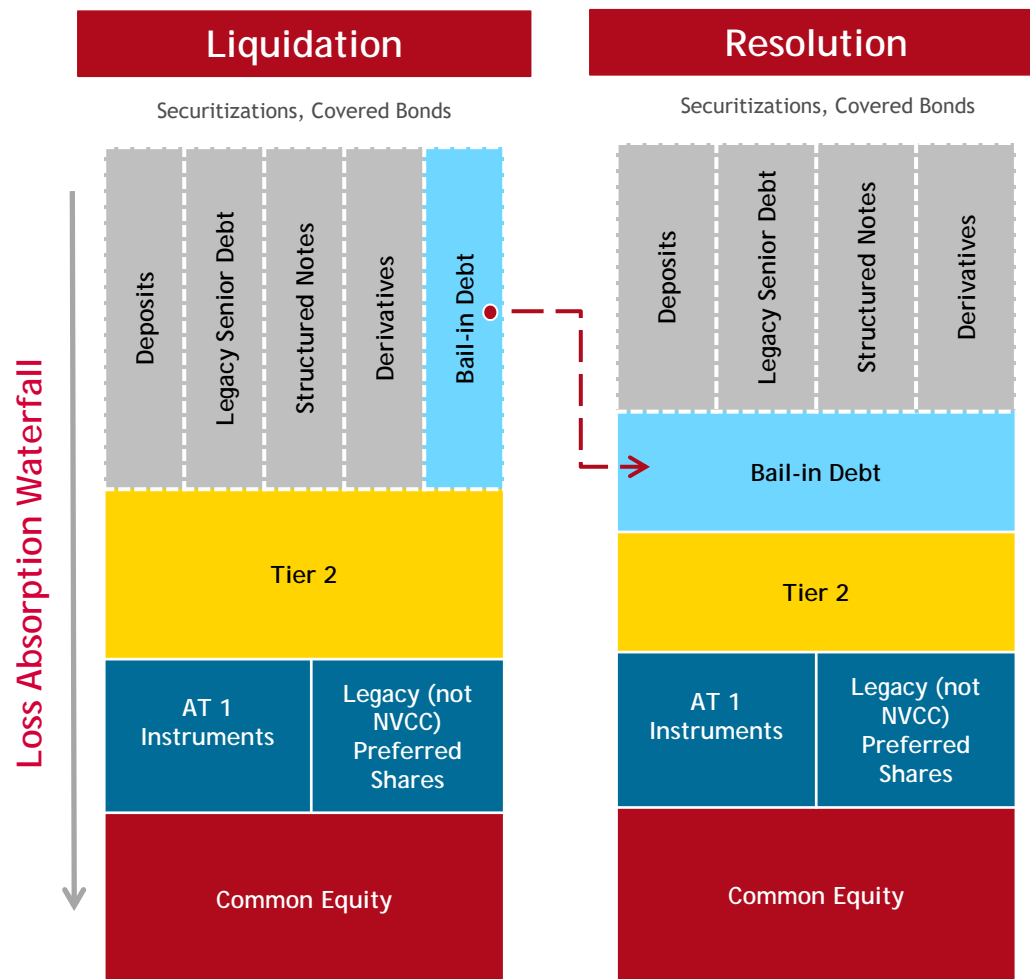 Liquidation
Securitizations, Covered Bonds
Deposits
Legacy Senior Debt
Structured Notes
Derivatives
Bail-in Debt
Tier 2
AT 1
Instruments
Legacy (not
NVCC)
Preferred
Shares
Common Equity
Loss Absorption Waterfall
Resolution
Securitizations, Covered Bonds
Deposits
Legacy Senior Debt
Structured Notes
Derivatives
Bail-in Debt
Tier 2
AT 1
Instruments
Legacy (not
NVCC)
Preferred
Shares
Common Equity